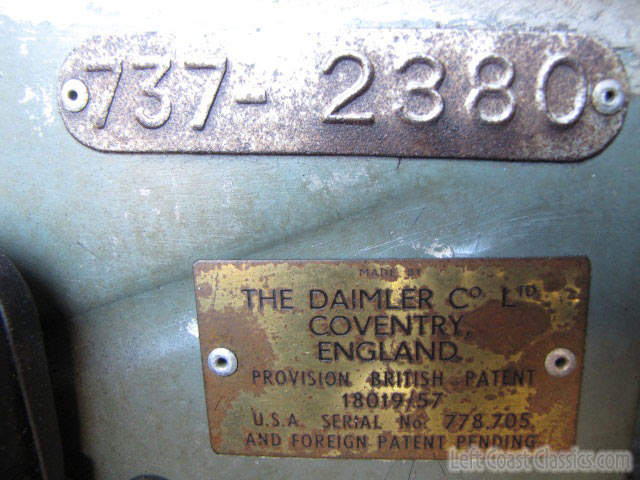 737- 2380
MADE BY
THE DAIMLER Co LTD
COVENTRY,
ENGLAND.
PROVISION BRITISH PATENT
18019/57
U.S.A. SERIAL No. 778,705
AND FOREIGN PATENT PENDING
Left Coast Classics.com